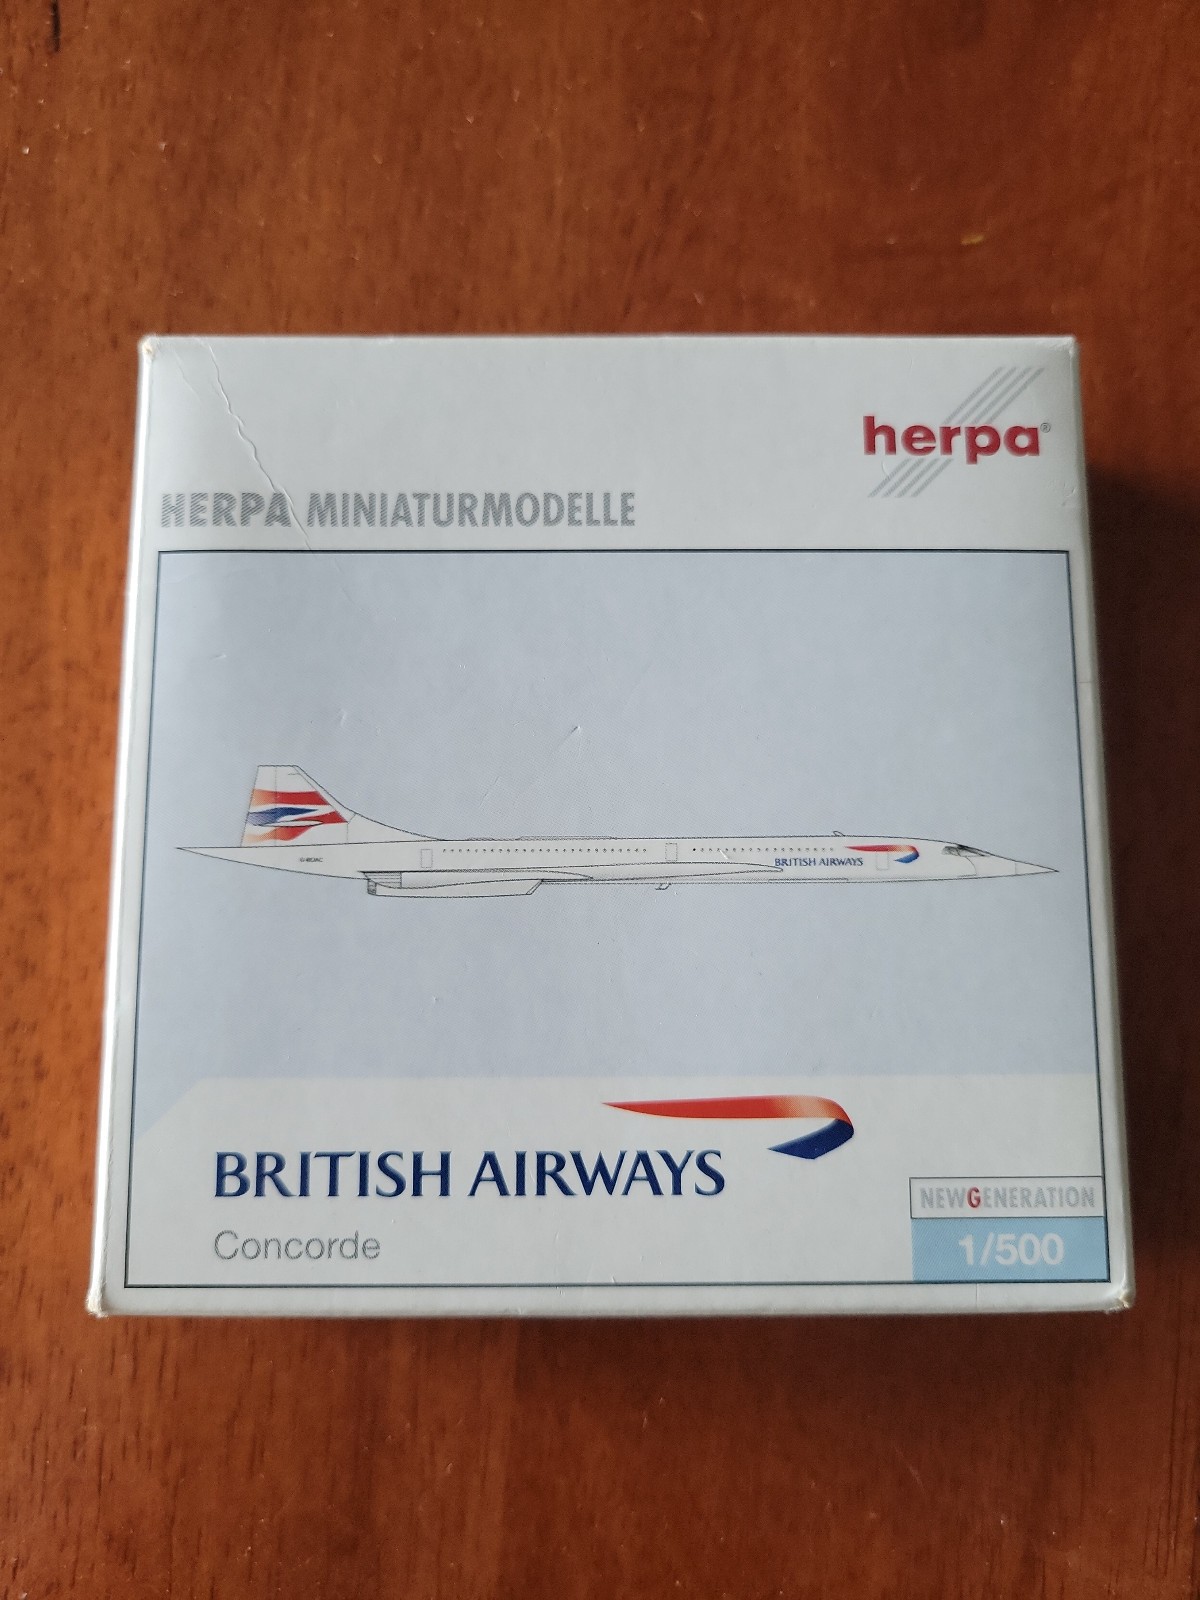 herpa®
HERPA MINIATURMODELLE
BRITISH AIRWAYS
BRITISH AIRWAYS
Concorde
NEWGENERATION
1/500